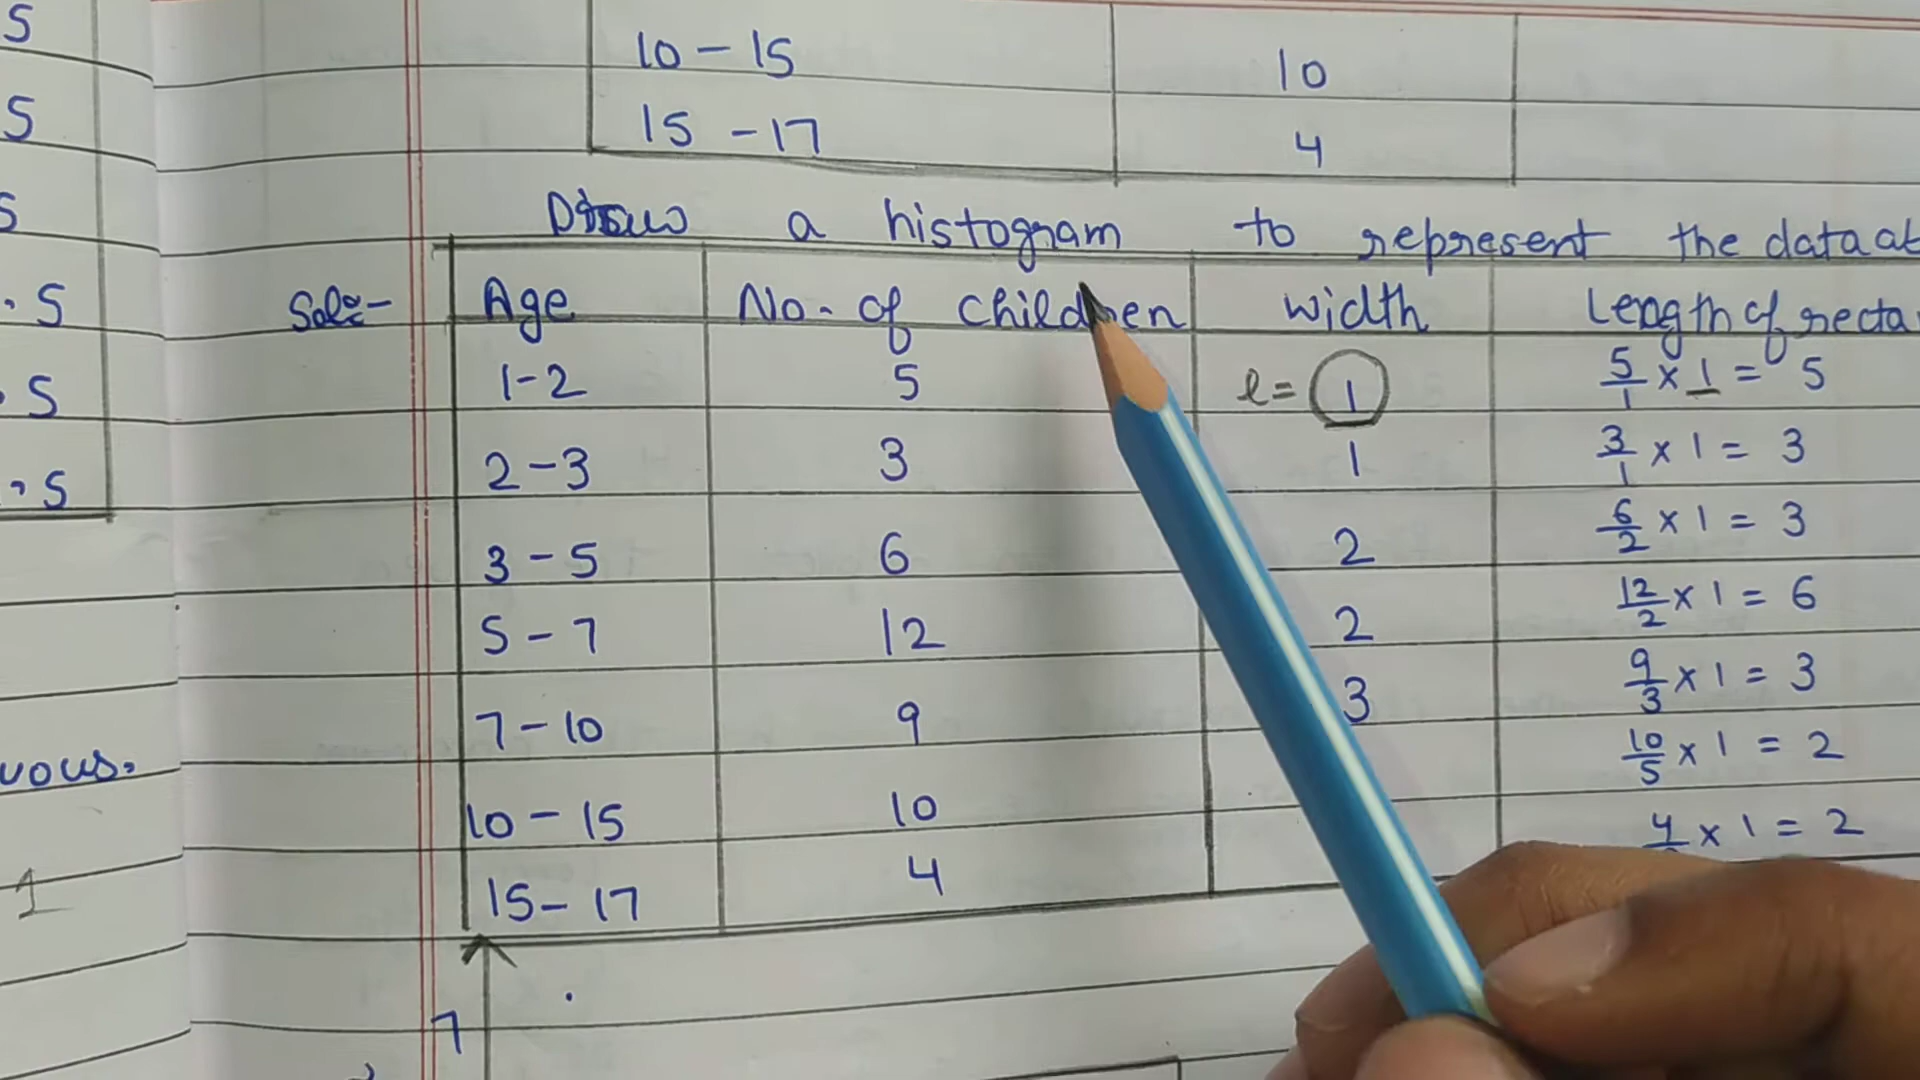 S
10 - 15 10
S
15 - 17 4
S
Draw a histogram to represent the data
. S
Sol:- Age No. of children width Length of
1-2 5 l = 1 5/1 x 1 = 5
. S
2-3 3 1 3/1 x 1 = 3
. S
3 - 5 6 2 6/2 x 1 = 3
5 - 7 12 2 12/2 x 1 = 6
7 - 10 9 3 9/3 x 1 = 3
10 - 15 10 10/5 x 1 = 2
15 - 17 4 x 1 = 2
1
7